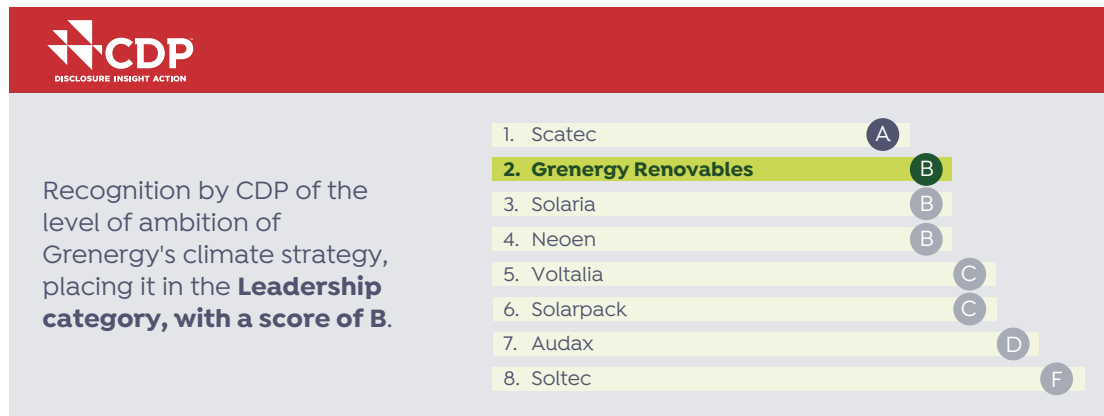 CDP
DISCLOSURE INSIGHT ACTION
Recognition by CDP of the
level of ambition of
Grenergy's climate strategy,
placing it in the Leadership
category, with a score of B.
1. Scatec A
2. Grenergy Renovables B
3. Solaria B
4. Neoen B
5. Voltalia C
6. Solarpack C
7. Audax D
8. Soltec F